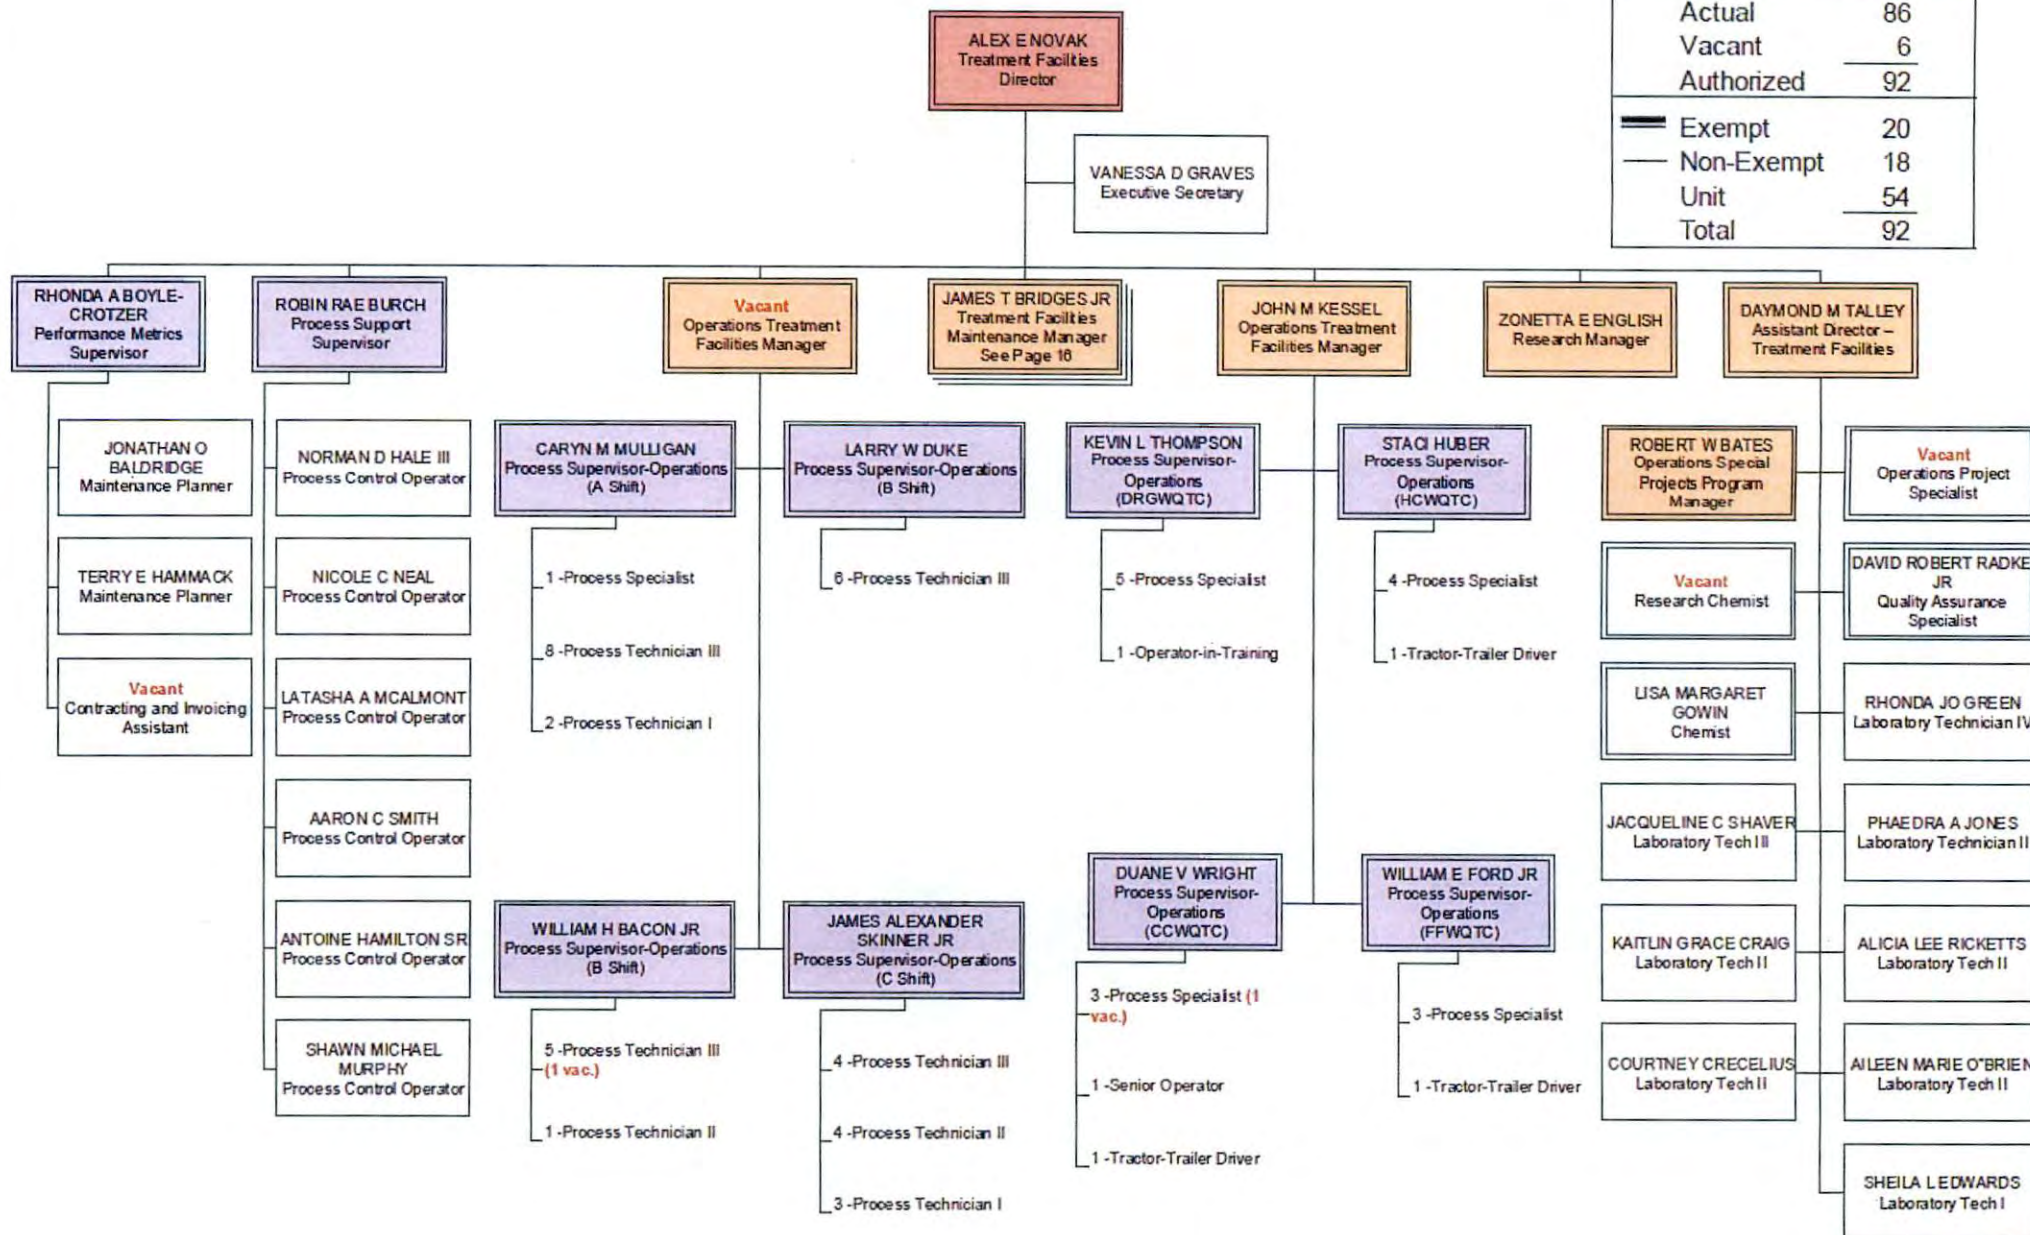 Actual 86
Vacant 6
Authorized 92
Exempt 20
Non-Exempt 18
Unit 54
Total 92
ALEX E NOVAK
Treatment Facilities
Director
VANESSA D GRAVES
Executive Secretary
RHONDA A BOYLE-
CROTZER
Performance Metrics
Supervisor
ROBIN RAE BURCH
Process Support
Supervisor
Vacant
Operations Treatment
Facilities Manager
JAMES T BRIDGES JR
Treatment Facilities
Maintenance Manager
See Page 16
JOHN M KESSEL
Operations Treatment
Facilities Manager
ZONETTA E ENGLISH
Research Manager
DAYMOND M TALLEY
Assistant Director –
Treatment Facilities
JONATHAN O
BALDRIDGE
Maintenance Planner
TERRY E HAMMACK
Maintenance Planner
Vacant
Contracting and Invoicing
Assistant
NORMAN D HALE III
Process Control Operator
NICOLE C NEAL
Process Control Operator
LATASHA A MCALMONT
Process Control Operator
AARON C SMITH
Process Control Operator
ANTOINE HAMILTON SR
Process Control Operator
SHAWN MICHAEL
MURPHY
Process Control Operator
CARYN M MULLIGAN
Process Supervisor-Operations
(A Shift)
1 -Process Specialist
8 -Process Technician III
2 -Process Technician I
LARRY W DUKE
Process Supervisor-Operations
(B Shift)
6 -Process Technician III
WILLIAM H BACON JR
Process Supervisor-Operations
(B Shift)
5 -Process Technician III
(1 vac.)
1 -Process Technician II
JAMES ALEXANDER
SKINNER JR
Process Supervisor-Operations
(C Shift)
4 -Process Technician III
4 -Process Technician II
3 -Process Technician I
KEVIN L THOMPSON
Process Supervisor-
Operations
(DRGWQTC)
5 -Process Specialist
1 -Operator-in-Training
STACI HUBER
Process Supervisor-
Operations
(HCWQTC)
4 -Process Specialist
1 -Tractor-Trailer Driver
DUANE V WRIGHT
Process Supervisor-
Operations
(CCWQTC)
3 -Process Specialist (1
vac.)
1 -Senior Operator
1 -Tractor-Trailer Driver
WILLIAM E FORD JR
Process Supervisor-
Operations
(FFWQTC)
3 -Process Specialist
1 -Tractor-Trailer Driver
ROBERT W BATES
Operations Special
Projects Program
Manager
Vacant
Operations Project
Specialist
Vacant
Research Chemist
DAVID ROBERT RADKE
JR
Quality Assurance
Specialist
LISA MARGARET
GOWIN
Chemist
RHONDA JO GREEN
Laboratory Technician IV
JACQUELINE C SHAVER
Laboratory Tech III
PHAEDRA A JONES
Laboratory Technician II
KAITLIN GRACE CRAIG
Laboratory Tech II
ALICIA LEE RICKETTS
Laboratory Tech II
COURTNEY CRECELIUS
Laboratory Tech II
AILEEN MARIE O"BRIEN
Laboratory Tech II
SHEILA L EDWARDS
Laboratory Tech I